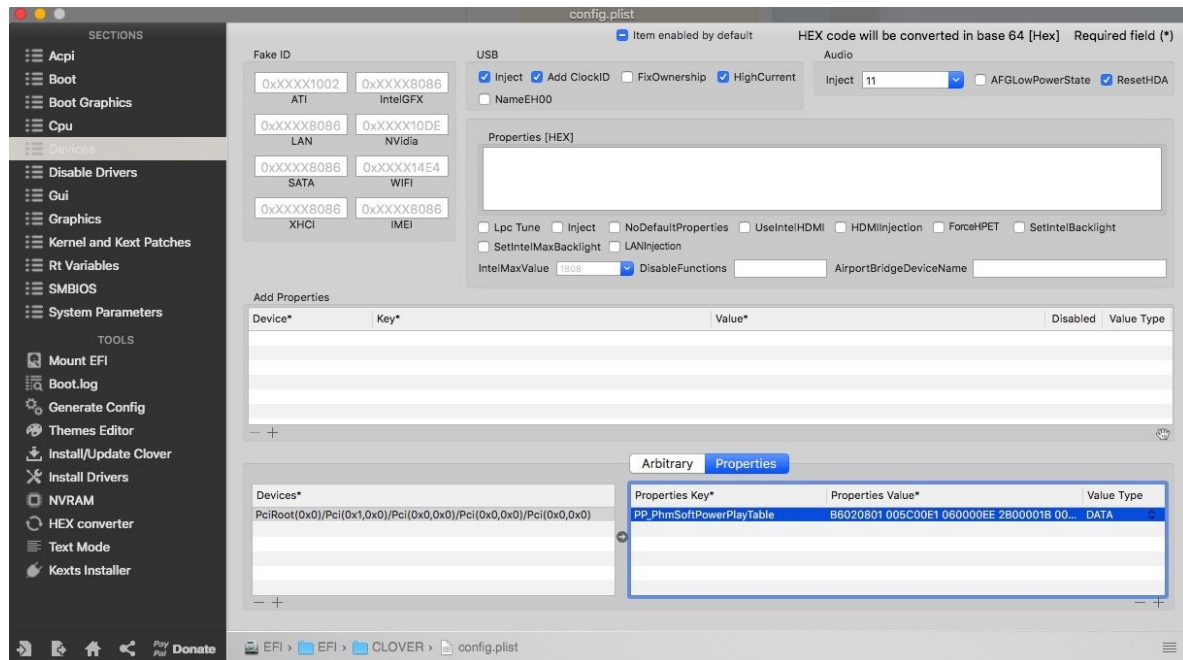 config.plist
SECTIONS
Acpi
Boot
Boot Graphics
Cpu
Devices
Disable Drivers
Gui
Graphics
Kernel and Kext Patches
Rt Variables
SMBIOS
System Parameters
TOOLS
Mount EFI
Boot.log
Generate Config
Themes Editor
Install/Update Clover
Install Drivers
NVRAM
HEX converter
Text Mode
Kexts Installer
Pay Pal Donate
Item enabled by default HEX code will be converted in base 64 [Hex] Required field (*)
Fake ID
0xXXXX1002 0xXXXX8086
ATI IntelGFX
0xXXXX8086 0xXXXX10DE
LAN NVidia
0xXXXX8086 0xXXXX14E4
SATA WIFI
0xXXXX8086 0xXXXX8086
XHCI IMEI
USB
Inject Add ClockID FixOwnership HighCurrent
NameEH00
Audio
Inject 11 AFGLowPowerState ResetHDA
Properties [HEX]
Lpc Tune Inject NoDefaultProperties UseIntelHDMI HDMIInjection ForceHPET SetIntelBacklight
SetIntelMaxBacklight LANInjection
IntelMaxValue 1808 DisableFunctions AirportBridgeDeviceName
Add Properties
Device* Key* Value* Disabled Value Type
Arbitrary Properties
Devices*
PciRoot(0x0)/Pci(0x1,0x0)/Pci(0x0,0x0)/Pci(0x0,0x0)/Pci(0x0,0x0)
Properties Key* Properties Value* Value Type
PP_PhmSoftPowerPlayTable B6020801 005C00E1 060000EE 2B00001B 00... DATA
EFI › EFI › CLOVER › config.plist